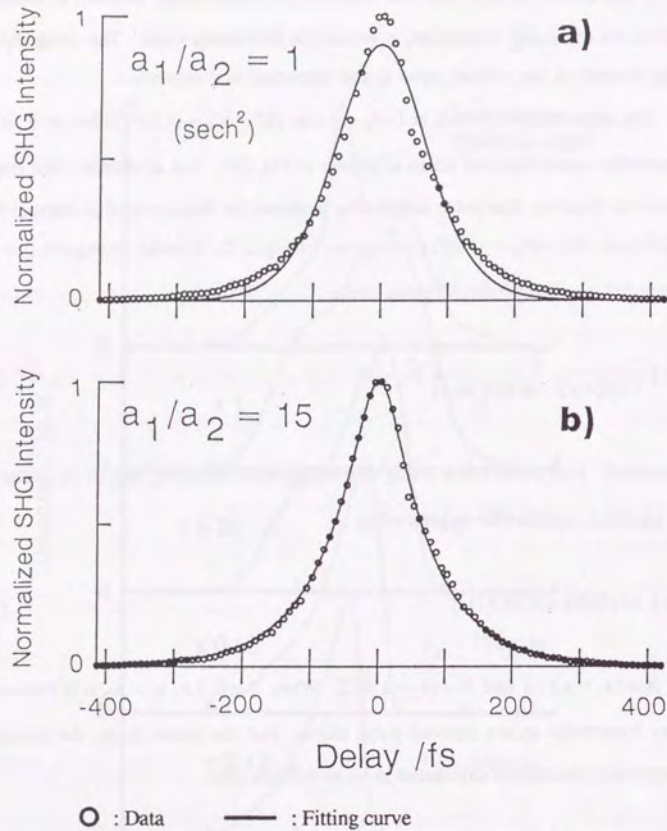 Normalized SHG Intensity
1
0
a)
a₁/a₂ = 1
(sech²)
Normalized SHG Intensity
1
0
b)
a₁/a₂ = 15
-400 -200 0 200 400
Delay /fs
: Data : Fitting curve